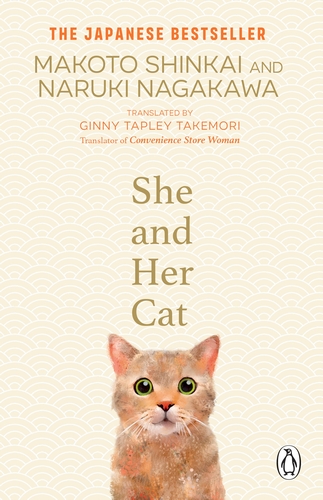 THE JAPANESE BESTSELLER
MAKOTO SHINKAI AND
NARUKI NAGAKAWA
TRANSLATED BY
GINNY TAPLEY TAKEMORI
Translator of Convenience Store Woman
She
and
Her
Cat